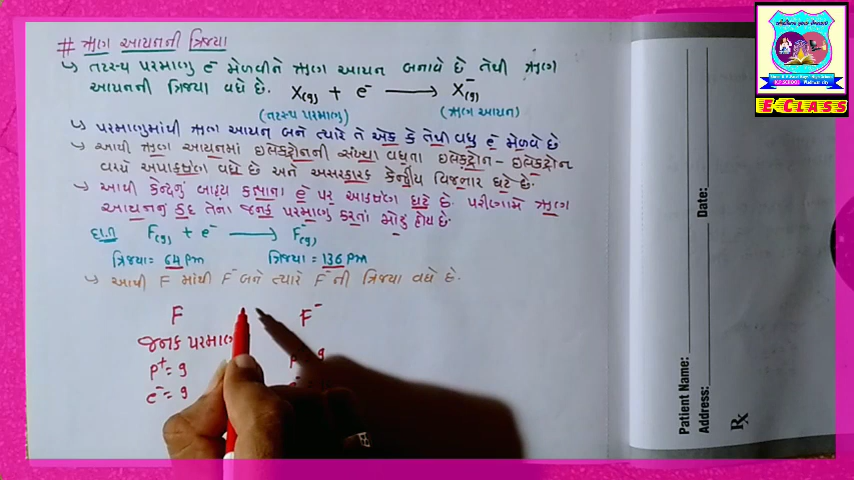 # ઋણ આયનની ત્રિજ્યા
તટસ્થ પરમાણુ e⁻ મેળવીને ઋણ આયન બનાવે છે તેથી ઋણ
આયનની ત્રિજ્યા વધે છે. X(g) + e⁻ → X⁻(g)
(તટસ્થ પરમાણુ) (ઋણ આયન)
પરમાણુમાંથી ઋણ આયન બને ત્યારે તે એક કે તેથી વધુ e⁻ મેળવે છે
આથી ઋણ આયનમાં ઇલેક્ટ્રોનની સંખ્યા વધતા ઇલેક્ટ્રોન - ઇલેક્ટ્રોન
વચ્ચે અપાકર્ષણ વધે છે અને અસરકારક કેન્દ્રીય વિજભાર ઘટે છે.
આથી કેન્દ્રનું બાહ્ય કક્ષાના e⁻ પર આકર્ષણ ઘટે છે. પરીણામે ઋણ
આયનનું કદ તેના જનક પરમાણુ કરતાં મોટું હોય છે.
દા.ત F(g) + e⁻ → F⁻(g)
ત્રિજ્યા = 64 pm ત્રિજ્યા = 136 pm
આથી F માંથી F⁻ બને ત્યારે F⁻ ની ત્રિજ્યા વધે છે.
F F⁻
જનક પરમાણ
p⁺ = 9
e⁻ = 9
E CLASS
Patient Name:
Address:
Date:
Rx